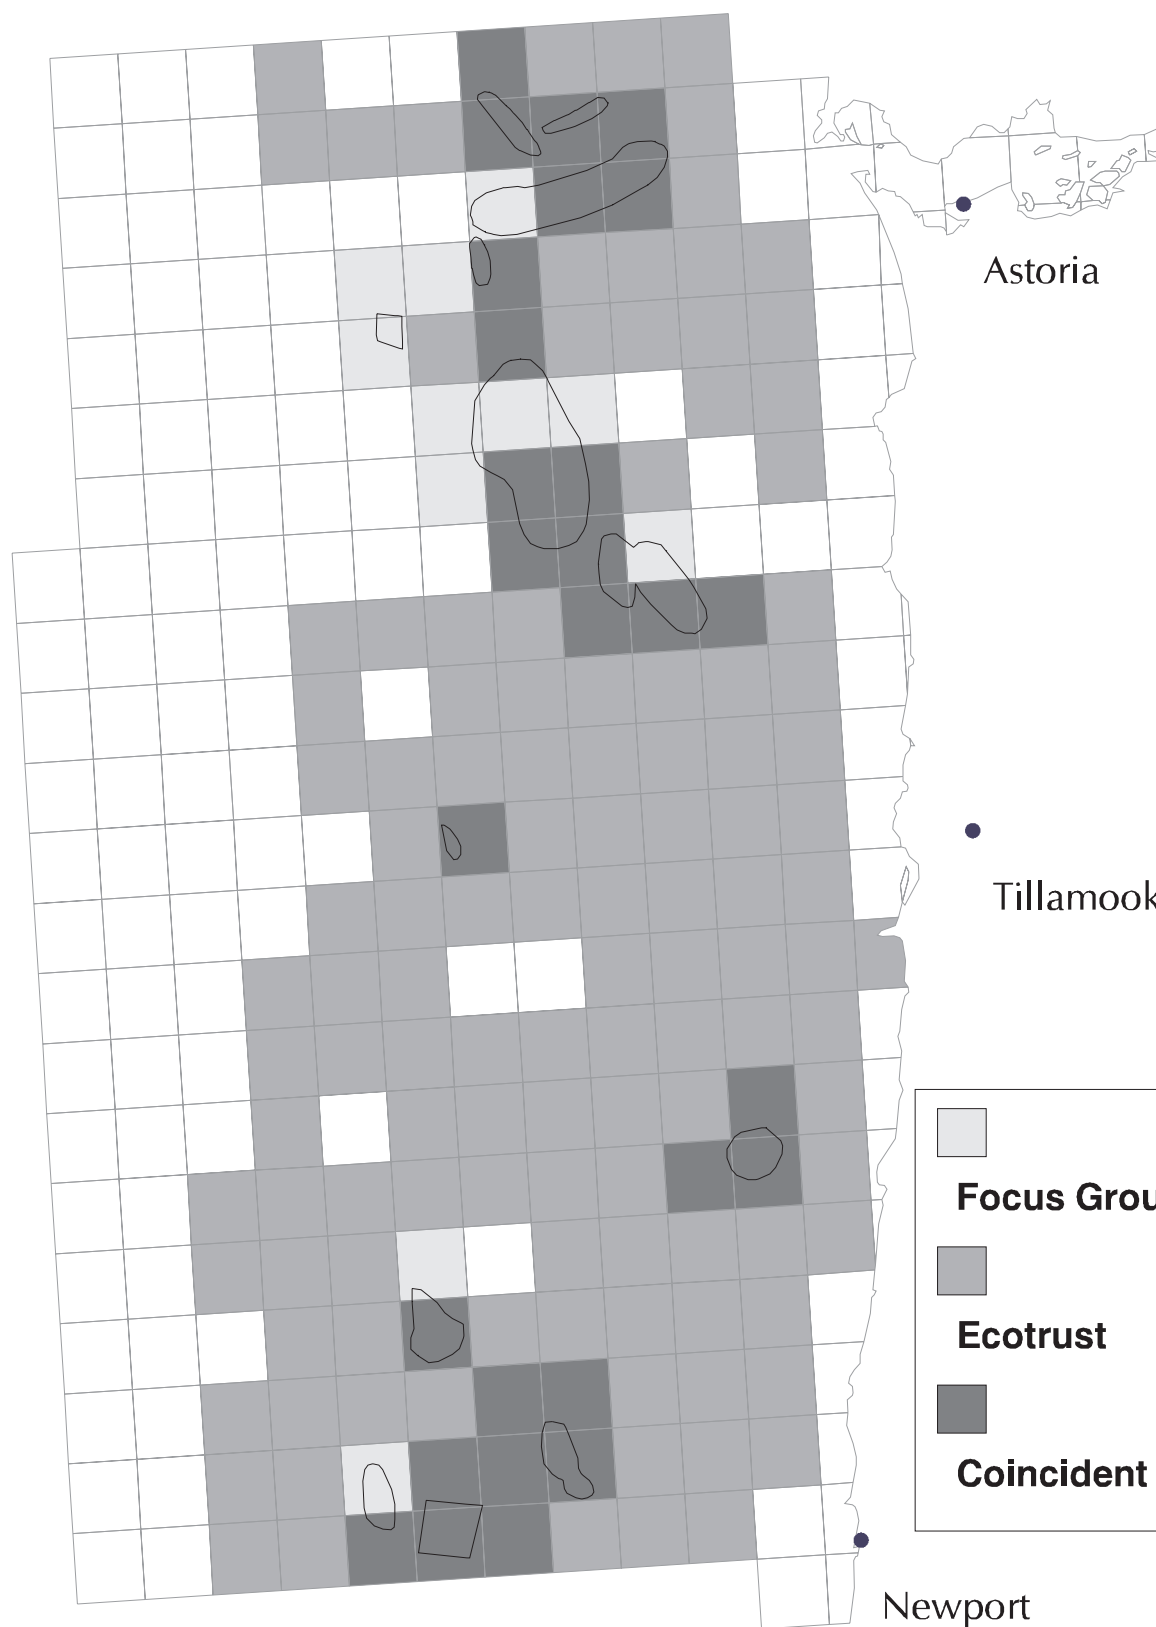 Astoria
Tillamook
Focus Grou
Ecotrust
Coincident
Newport